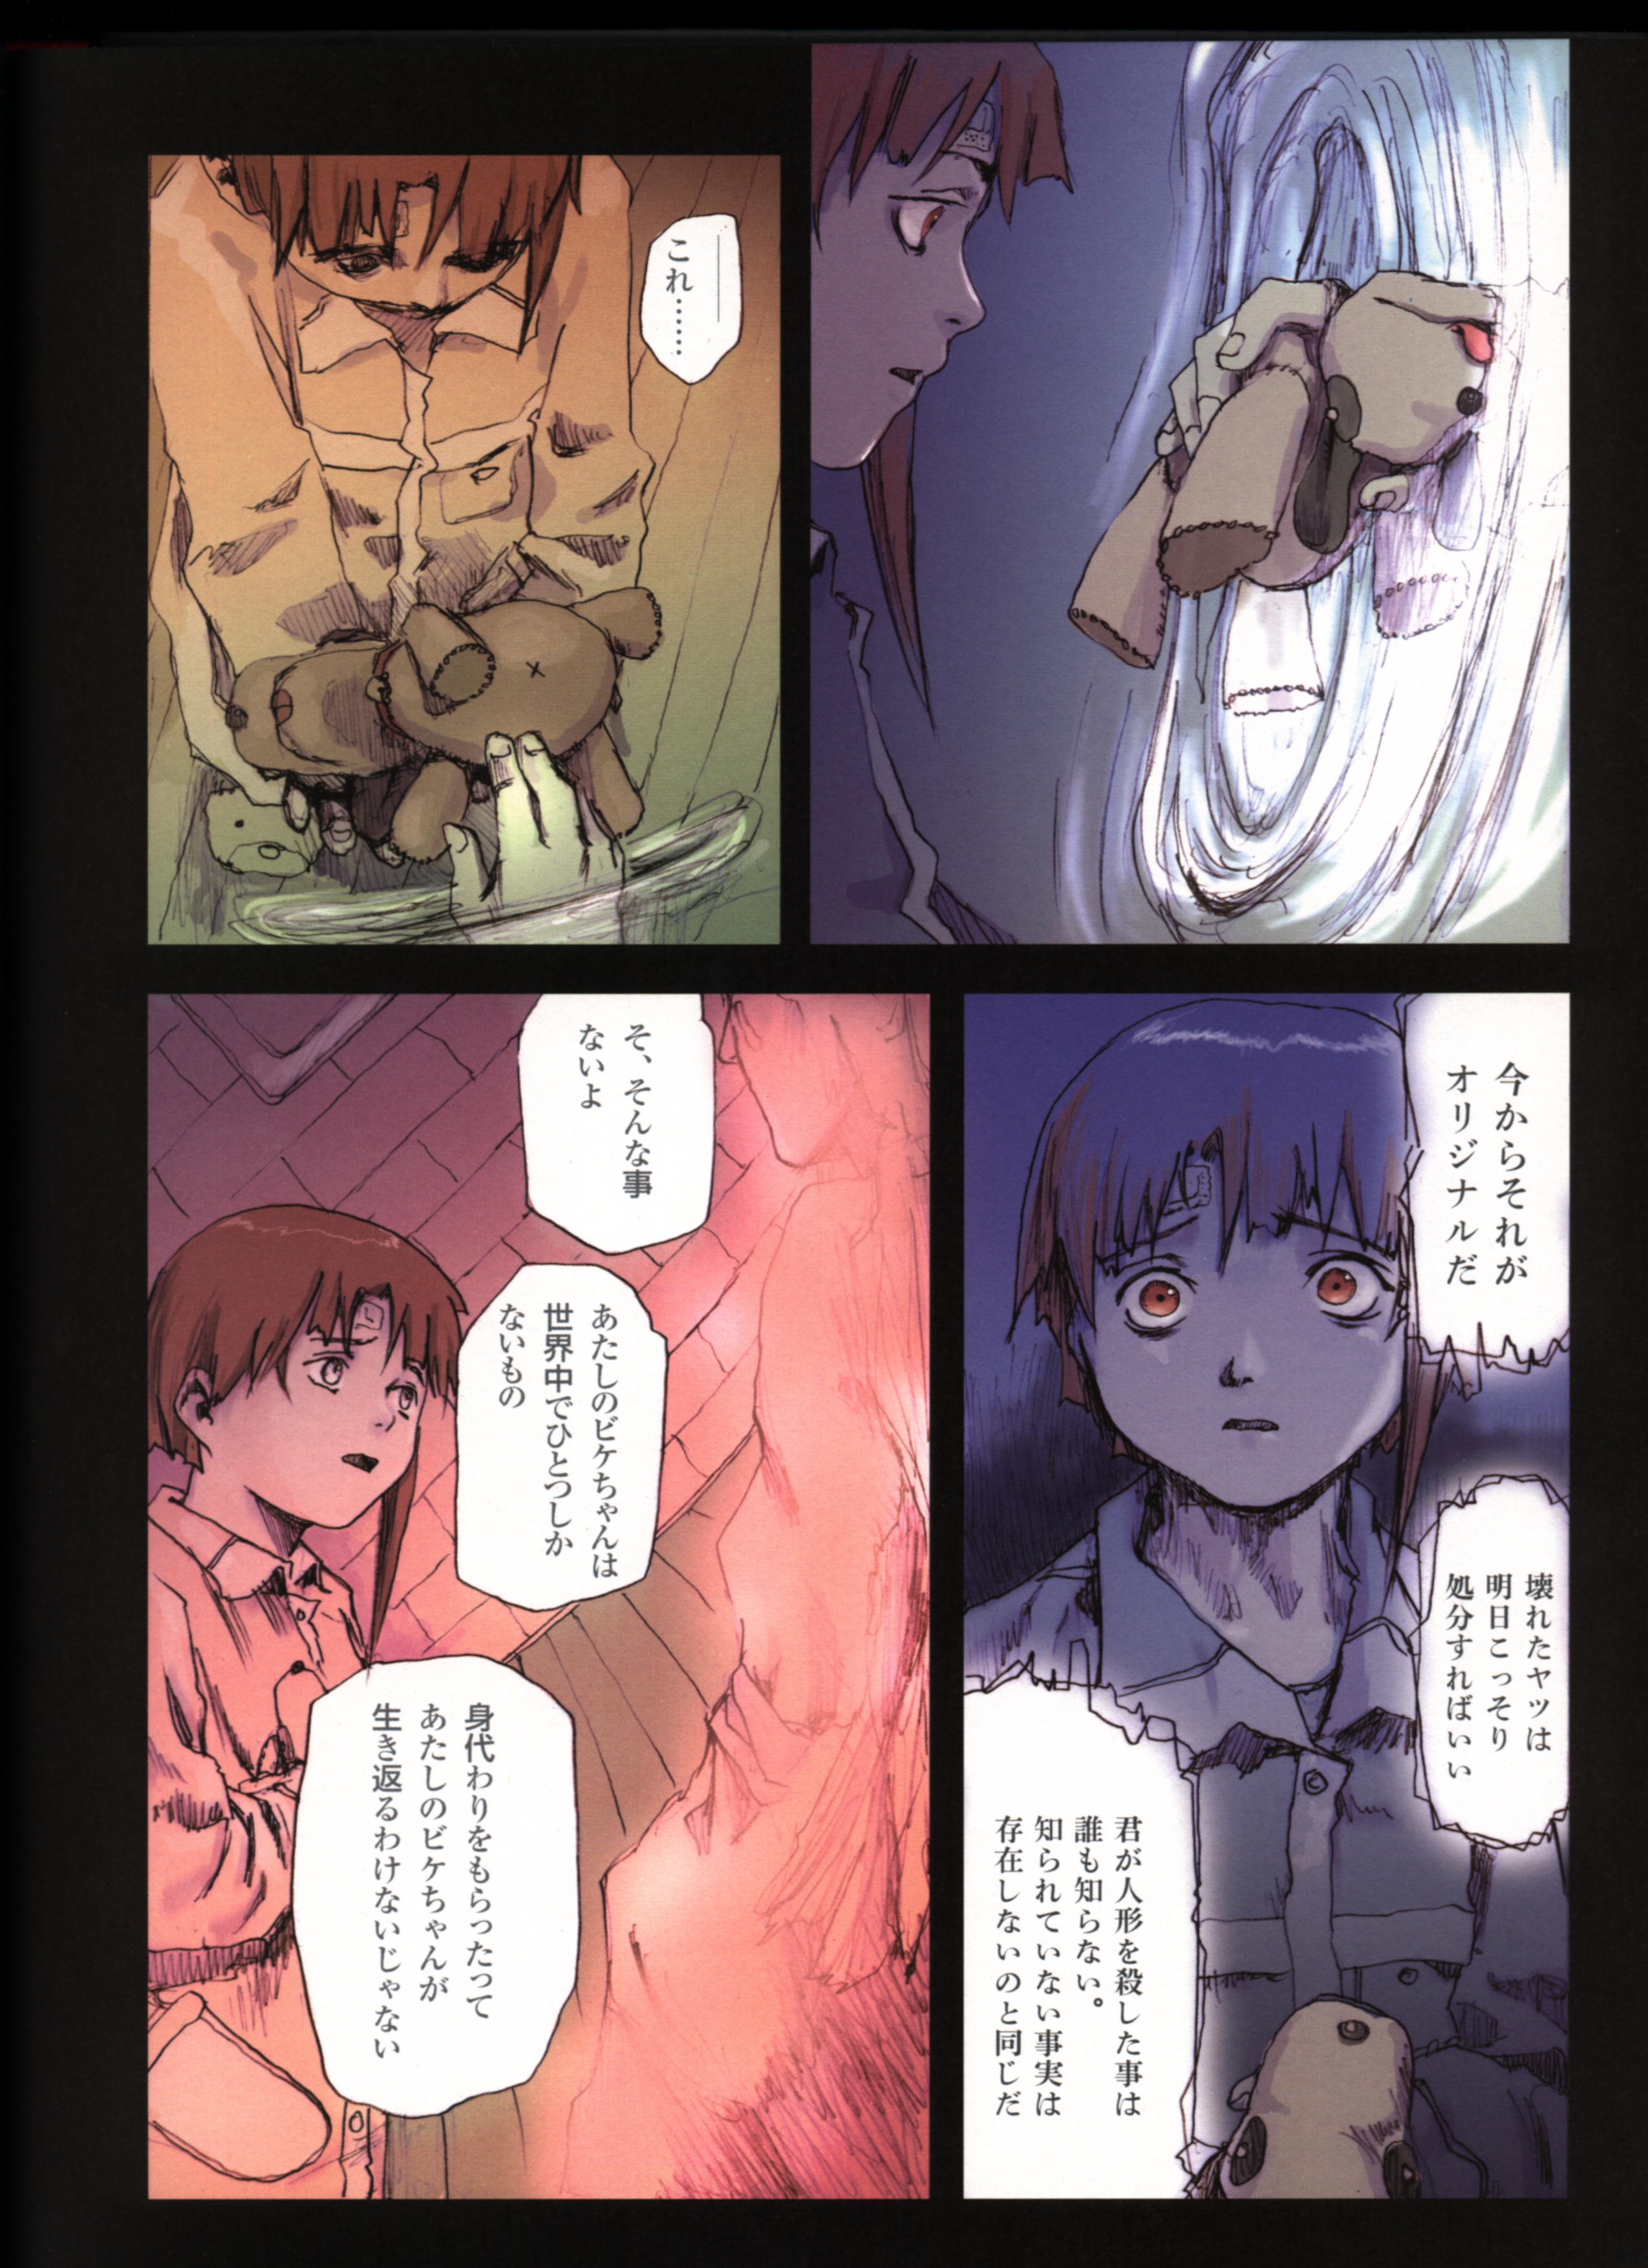 ――
これ……
今からそれが
オリジナルだ
壊れたヤツは
明日こっそり
処分すればいい
君が人形を殺した事は
誰も知らない。
知られていない事実は
存在しないのと同じだ
そ、そんな事
ないよ
あたしのビケちゃんは
世界中でひとつしか
ないもの
身代わりをもらったって
あたしのビケちゃんが
生き返るわけないじゃない